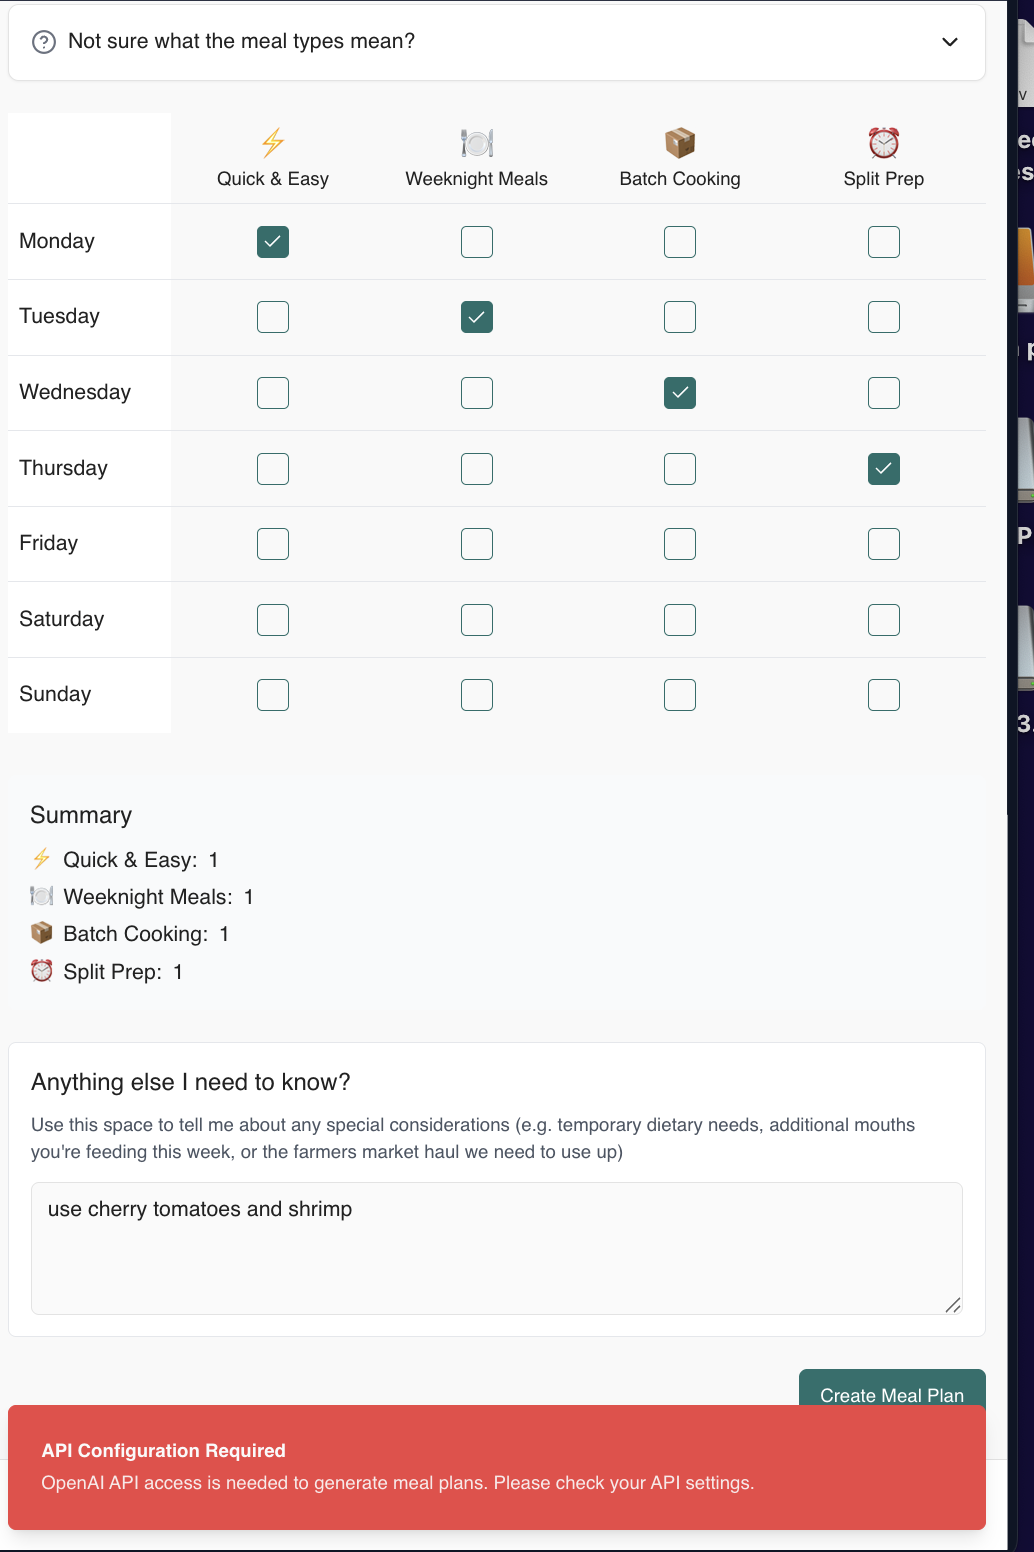 Not sure what the meal types mean?
Quick & Easy
Weeknight Meals
Batch Cooking
Split Prep
Monday
Tuesday
Wednesday
Thursday
Friday
Saturday
Sunday
Summary
Quick & Easy: 1
Weeknight Meals: 1
Batch Cooking: 1
Split Prep: 1
Anything else I need to know?
Use this space to tell me about any special considerations (e.g. temporary dietary needs, additional mouths
you're feeding this week, or the farmers market haul we need to use up)
use cherry tomatoes and shrimp
Create Meal Plan
API Configuration Required
OpenAI API access is needed to generate meal plans. Please check your API settings.